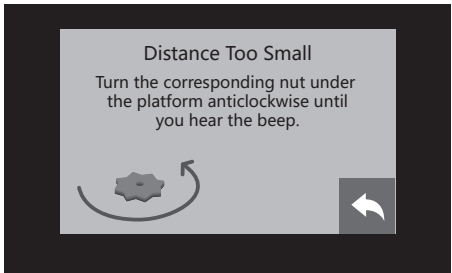 Distance Too Small
Turn the corresponding nut under
the platform anticlockwise until
you hear the beep.